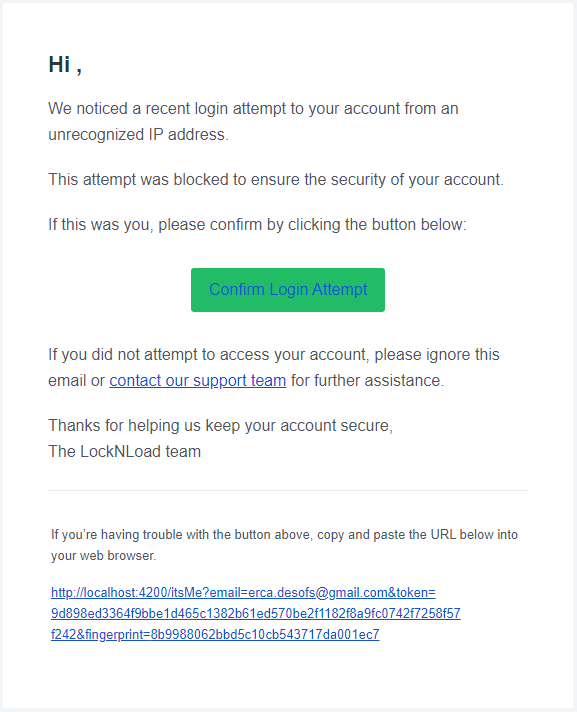 Hi ,
We noticed a recent login attempt to your account from an
unrecognized IP address.
This attempt was blocked to ensure the security of your account.
If this was you, please confirm by clicking the button below:
Confirm Login Attempt
If you did not attempt to access your account, please ignore this
email or contact our support team for further assistance.
Thanks for helping us keep your account secure,
The LockNLoad team
If you’re having trouble with the button above, copy and paste the URL below into
your web browser.
http://localhost:4200/itsMe?email=erca.desofs@gmail.com&token=
9d898ed3364f9bbe1d465c1382b61ed570be2f1182f8a9fc0742f7258f57
f242&fingerprint=8b9988062bbd5c10cb543717da001ec7